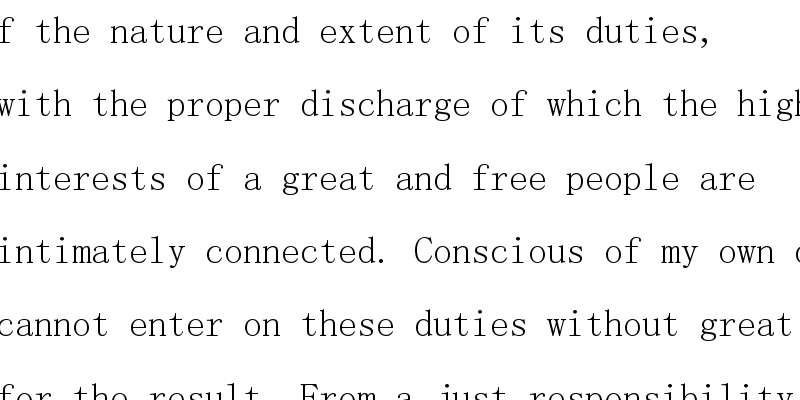 f the nature and extent of its duties,
with the proper discharge of which the high
interests of a great and free people are
intimately connected. Conscious of my own
cannot enter on these duties without great
for the result. From a just responsibility